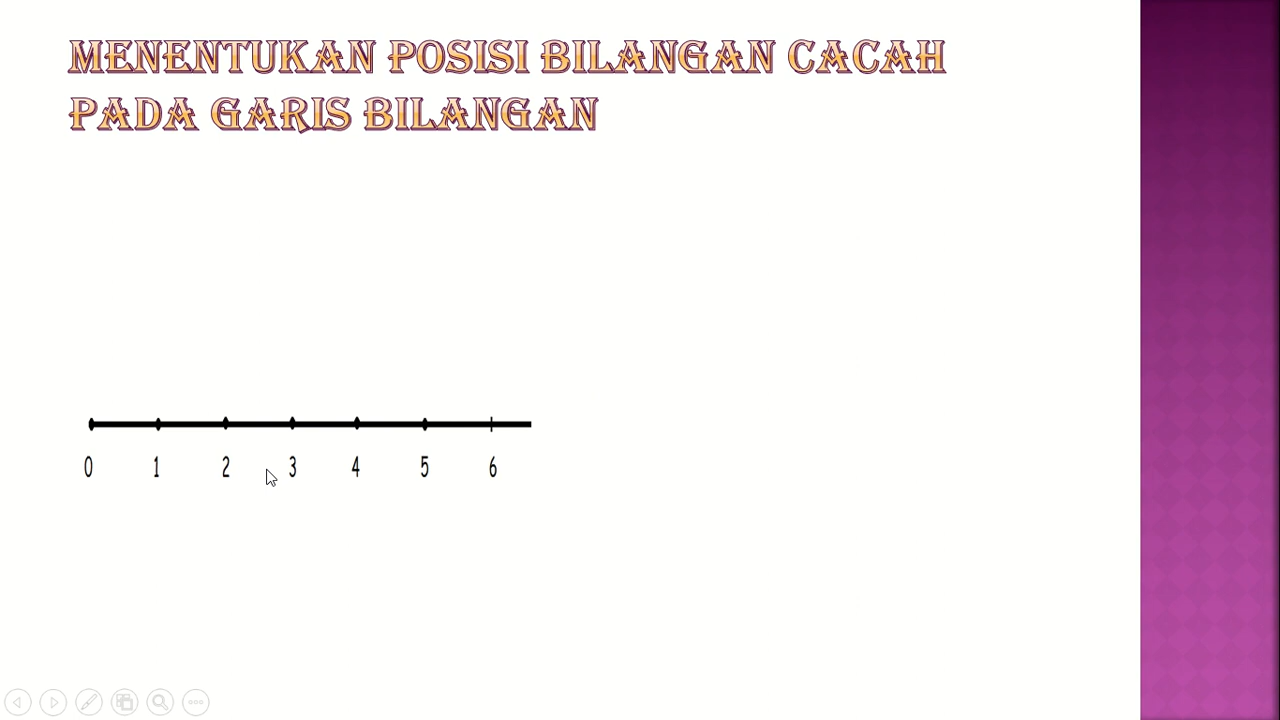 MENENTUKAN POSISI BILANGAN CACAH
PADA GARIS BILANGAN
0 1 2 3 4 5 6